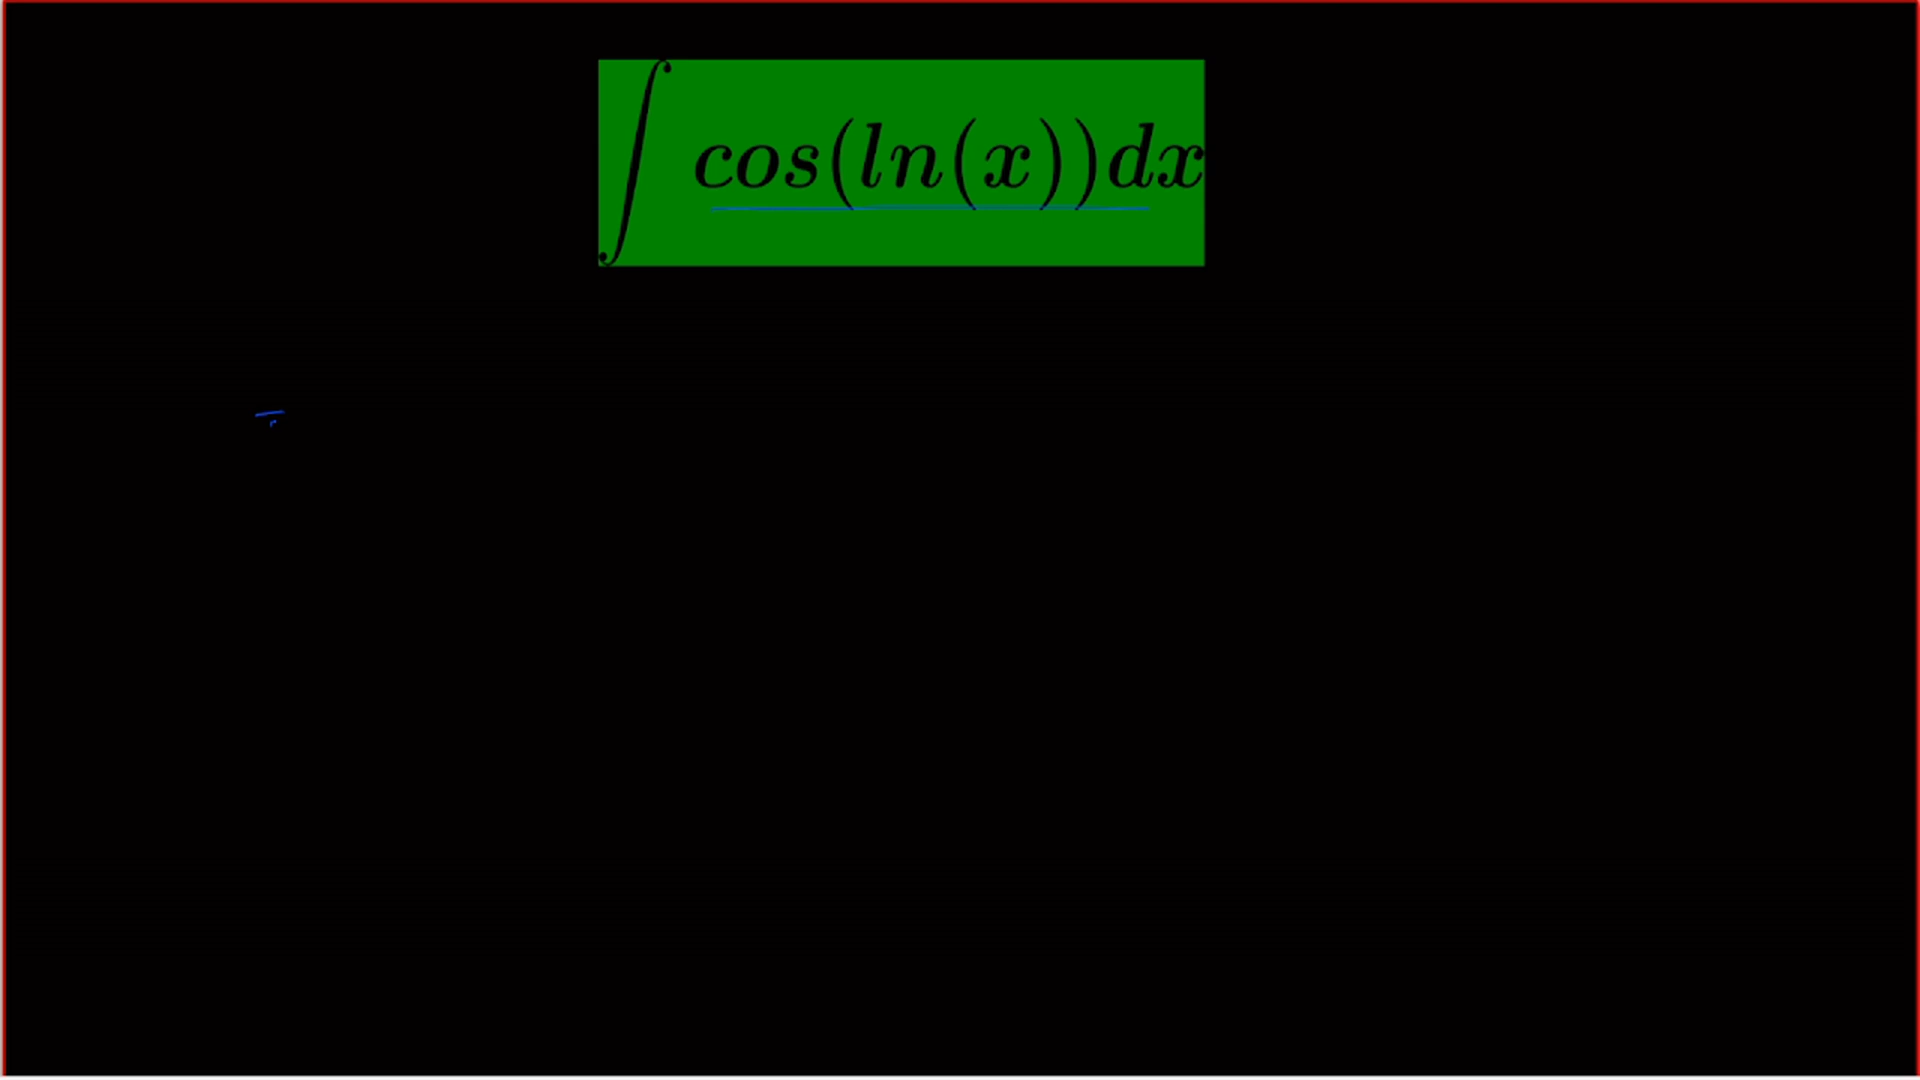 ∫ cos(ln(x))dx